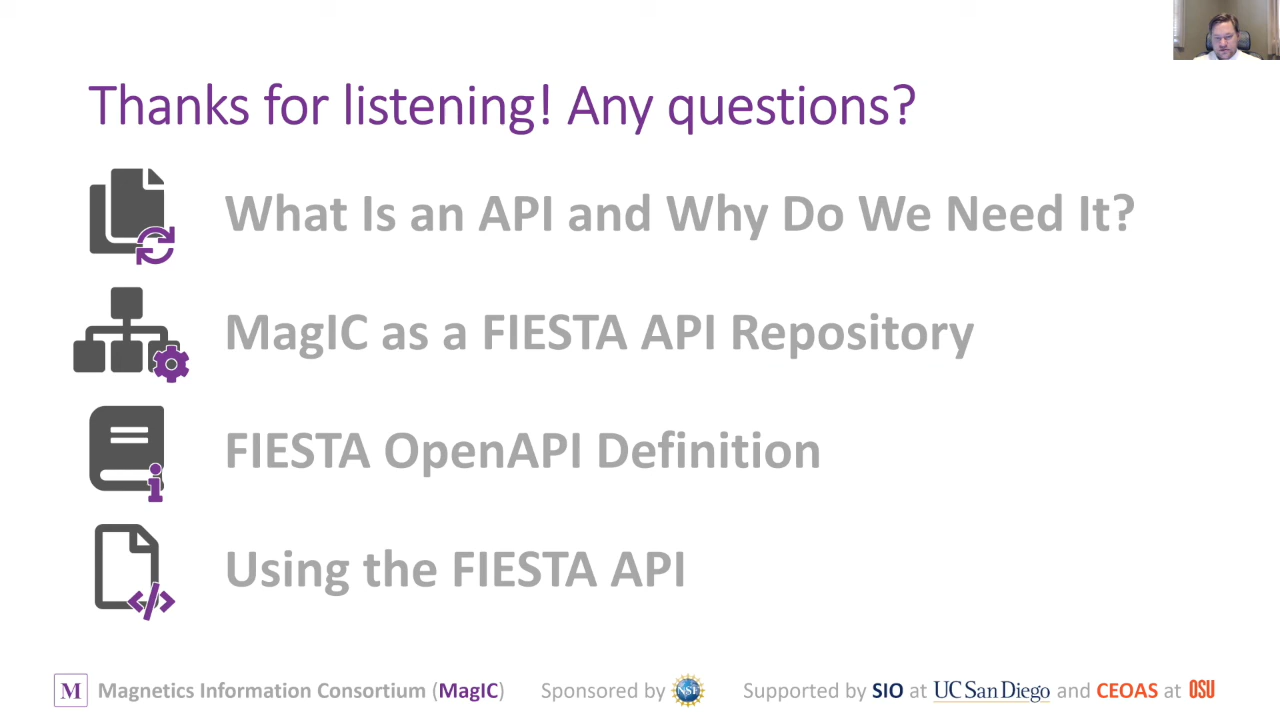 Thanks for listening! Any questions?
What Is an API and Why Do We Need It?
MagIC as a FIESTA API Repository
FIESTA OpenAPI Definition
Using the FIESTA API
M Magnetics Information Consortium (MagIC) Sponsored by NSF Supported by SIO at UC San Diego and CEOAS at OSU